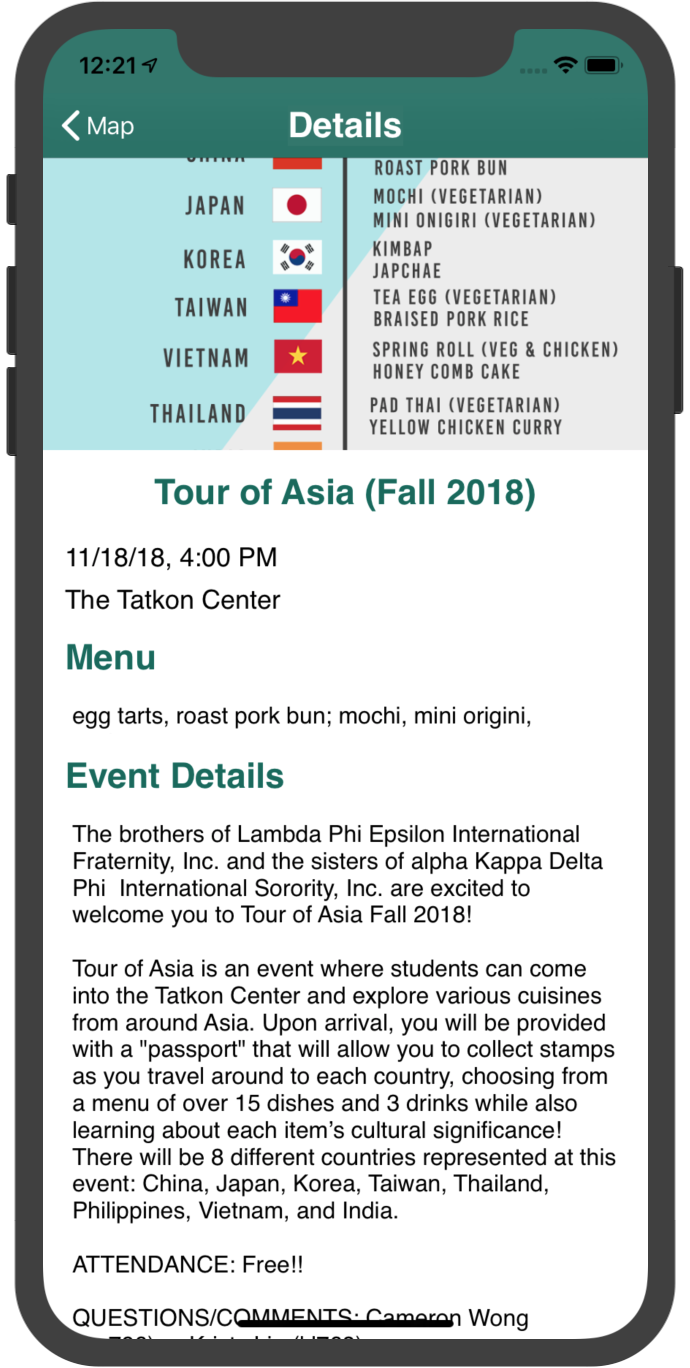 12:21
Map
Details
CHINA
ROAST PORK BUN
JAPAN
MOCHI (VEGETARIAN)
MINI ONIGIRI (VEGETARIAN)
KOREA
KIMBAP
JAPCHAE
TAIWAN
TEA EGG (VEGETARIAN)
BRAISED PORK RICE
VIETNAM
SPRING ROLL (VEG & CHICKEN)
HONEY COMB CAKE
THAILAND
PAD THAI (VEGETARIAN)
YELLOW CHICKEN CURRY
Tour of Asia (Fall 2018)
11/18/18, 4:00 PM
The Tatkon Center
Menu
egg tarts, roast pork bun; mochi, mini origini,
Event Details
The brothers of Lambda Phi Epsilon International
Fraternity, Inc. and the sisters of alpha Kappa Delta
Phi  International Sorority, Inc. are excited to
welcome you to Tour of Asia Fall 2018!
Tour of Asia is an event where students can come
into the Tatkon Center and explore various cuisines
from around Asia. Upon arrival, you will be provided
with a "passport" that will allow you to collect stamps
as you travel around to each country, choosing from
a menu of over 15 dishes and 3 drinks while also
learning about each item’s cultural significance!
There will be 8 different countries represented at this
event: China, Japan, Korea, Taiwan, Thailand,
Philippines, Vietnam, and India.
ATTENDANCE: Free!!
QUESTIONS/COMMENTS: Cameron Wong